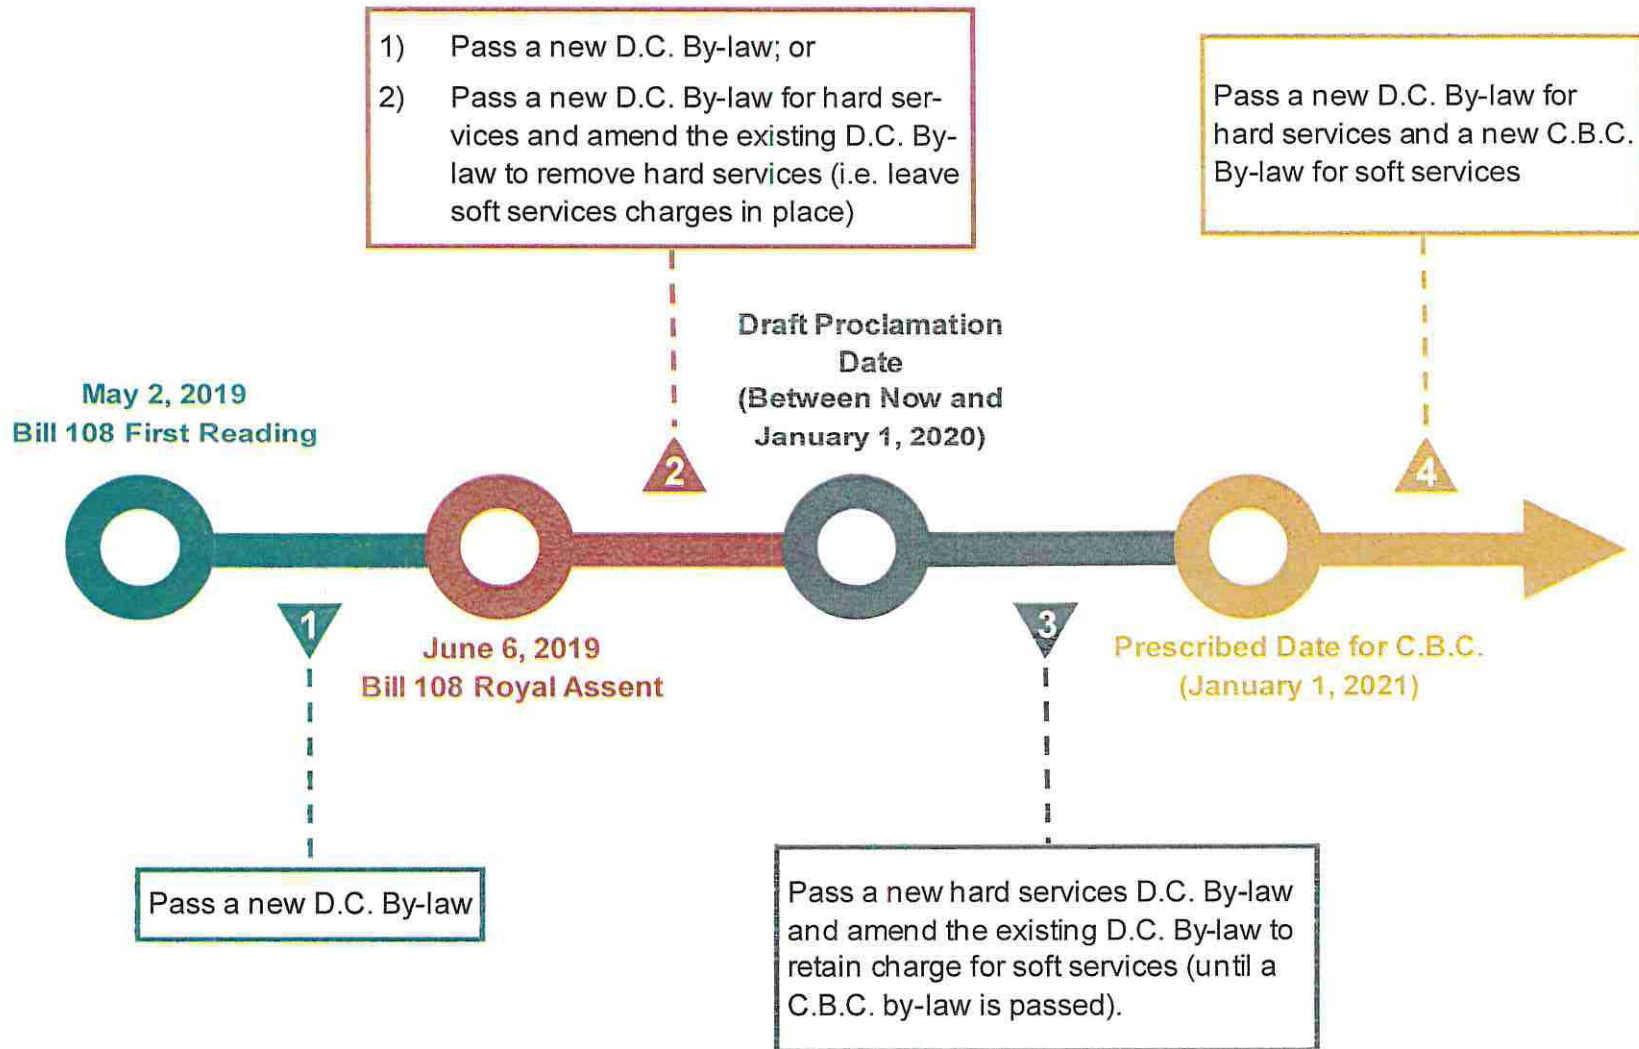 1) Pass a new D.C. By-law; or
2) Pass a new D.C. By-law for hard ser-
vices and amend the existing D.C. By-
law to remove hard services (i.e. leave
soft services charges in place)
Pass a new D.C. By-law for
hard services and a new C.B.C.
By-law for soft services
Draft Proclamation
Date
(Between Now and
January 1, 2020)
May 2, 2019
Bill 108 First Reading
2
4
1
3
June 6, 2019
Bill 108 Royal Assent
Prescribed Date for C.B.C.
(January 1, 2021)
Pass a new D.C. By-law
Pass a new hard services D.C. By-law
and amend the existing D.C. By-law to
retain charge for soft services (until a
C.B.C. by-law is passed).